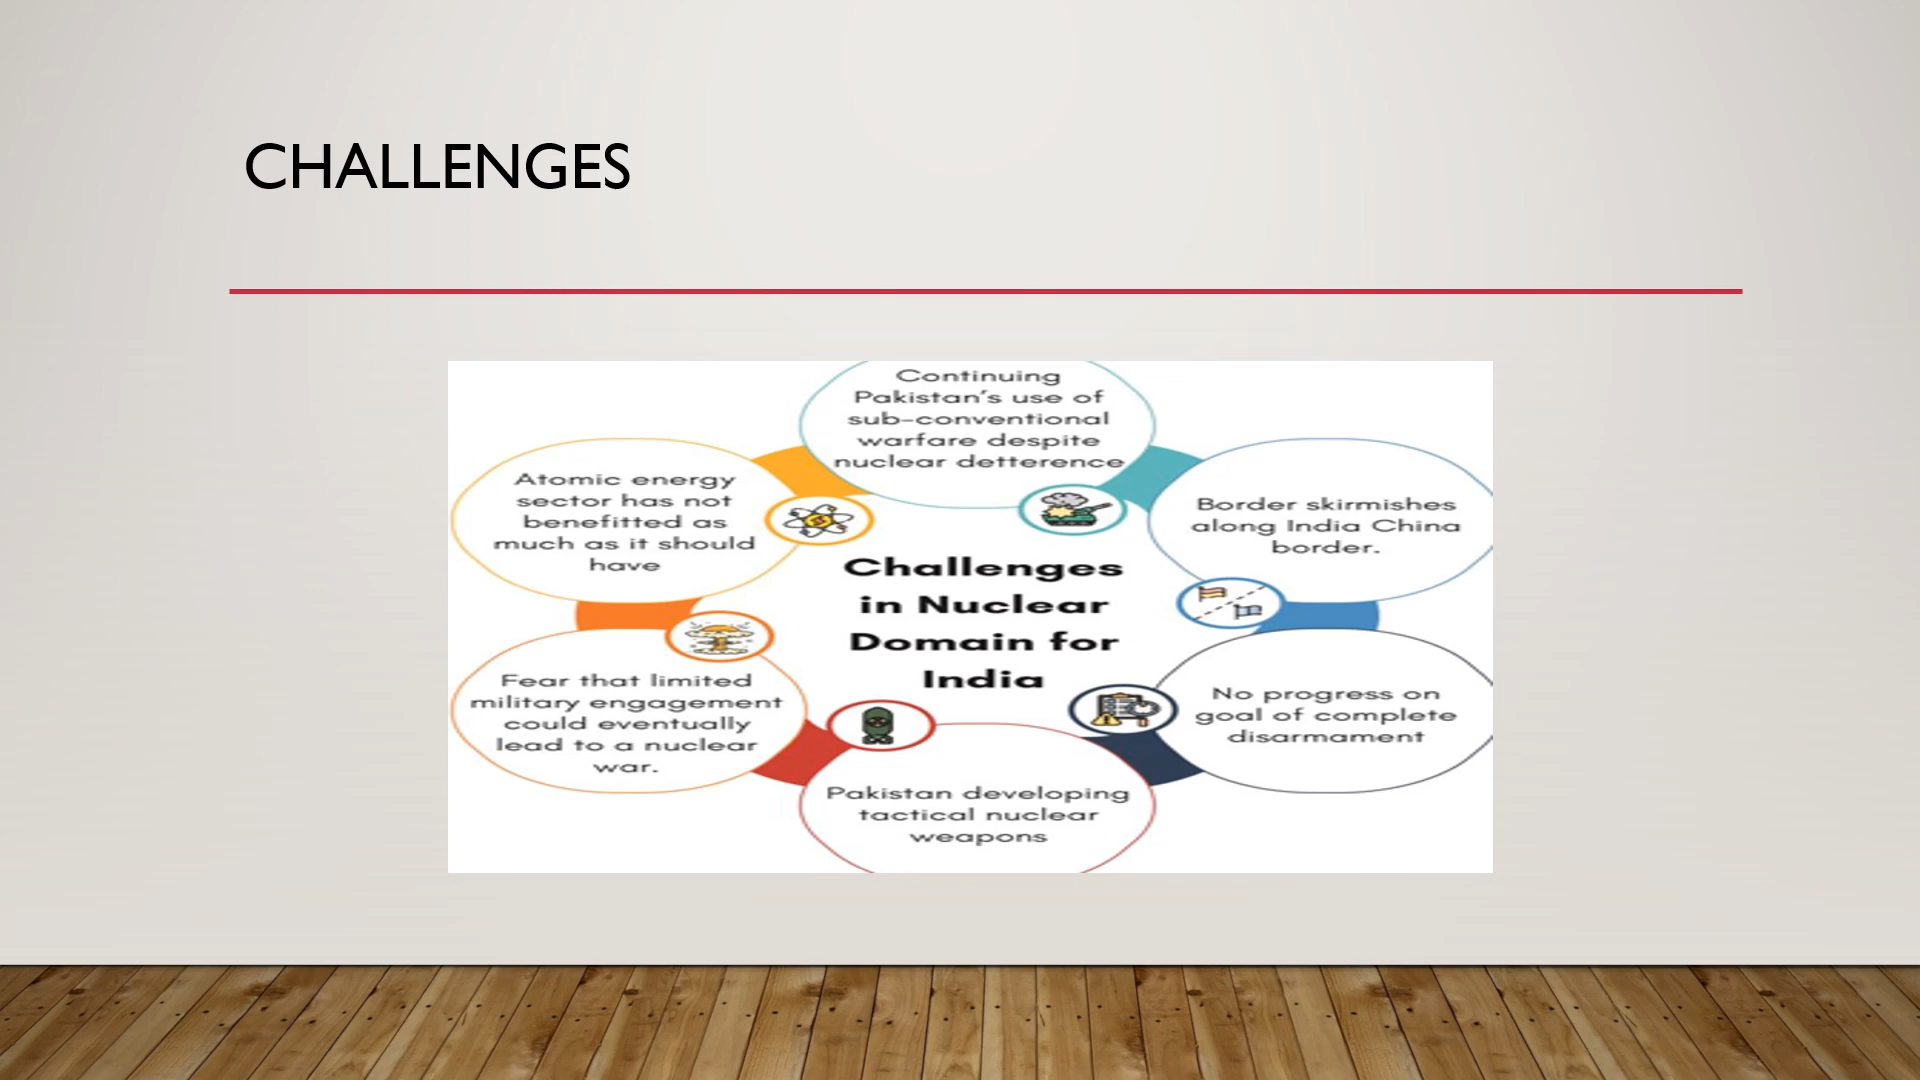 CHALLENGES
Continuing
Pakistan's use of
sub-conventional
warfare despite
nuclear detterence
Border skirmishes
along India China
border.
No progress on
goal of complete
disarmament
Pakistan developing
tactical nuclear
weapons
Fear that limited
military engagement
could eventually
lead to a nuclear
war.
Atomic energy
sector has not
benefitted as
much as it should
have
Challenges
in Nuclear
Domain for
India